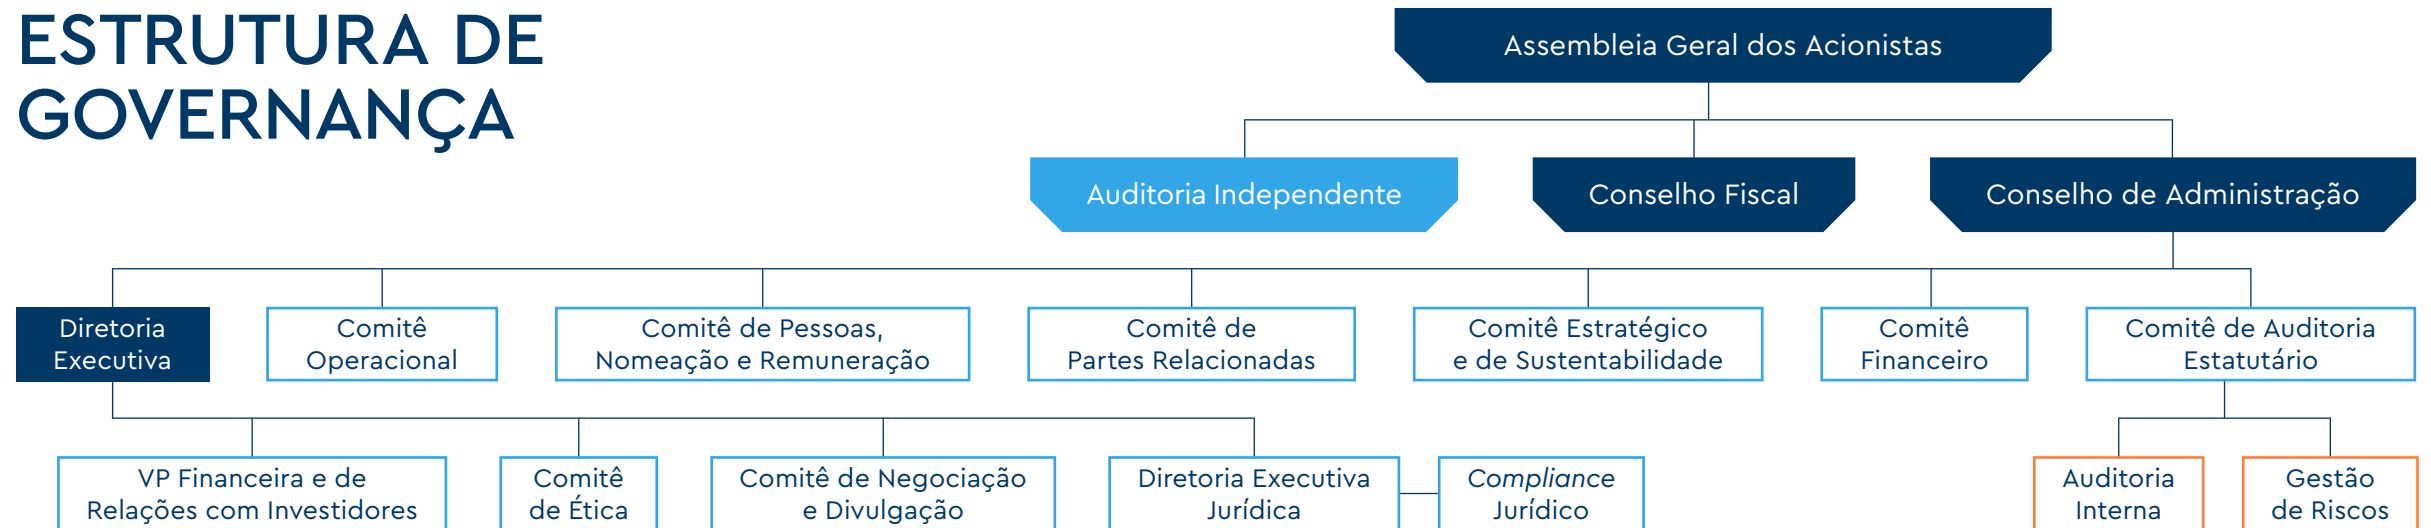 ESTRUTURA DE
GOVERNANÇA
Assembleia Geral dos Acionistas
Auditoria Independente
Conselho Fiscal
Conselho de Administração
Diretoria
Executiva
Comitê
Operacional
Comitê de Pessoas,
Nomeação e Remuneração
Comitê de
Partes Relacionadas
Comitê Estratégico
e de Sustentabilidade
Comitê
Financeiro
Comitê de Auditoria
Estatutário
VP Financeira e de
Relações com Investidores
Comitê
de Ética
Comitê de Negociação
e Divulgação
Diretoria Executiva
Jurídica
Compliance
Jurídico
Auditoria
Interna
Gestão
de Riscos